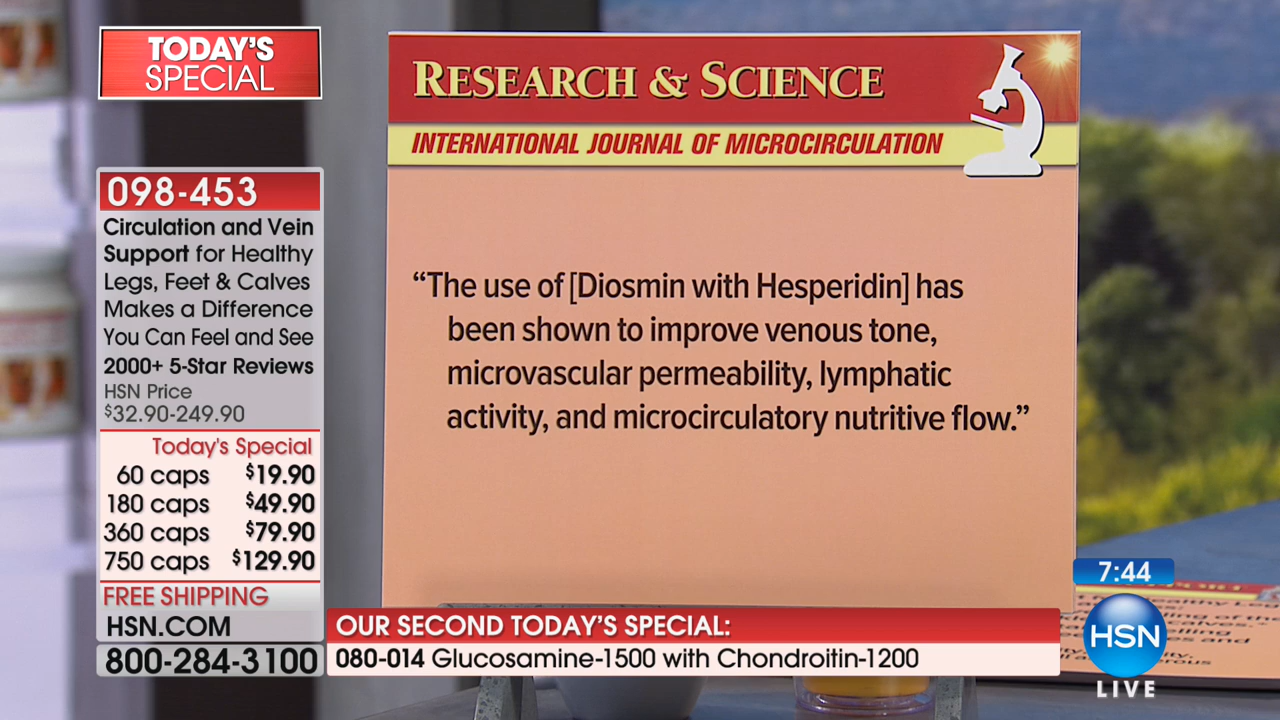 TODAY'S
SPECIAL
098-453
Circulation and Vein
Support for Healthy
Legs, Feet & Calves
Makes a Difference
You Can Feel and See
2000+ 5-Star Reviews
HSN Price
$32.90-249.90
Today's Special
60 caps $19.90
180 caps $49.90
360 caps $79.90
750 caps $129.90
FREE SHIPPING
HSN.COM
800-284-3100
RESEARCH & SCIENCE
INTERNATIONAL JOURNAL OF MICROCIRCULATION
“The use of [Diosmin with Hesperidin] has
been shown to improve venous tone,
microvascular permeability, lymphatic
activity, and microcirculatory nutritive flow.”
OUR SECOND TODAY'S SPECIAL:
080-014 Glucosamine-1500 with Chondroitin-1200
7:44
HSN
LIVE